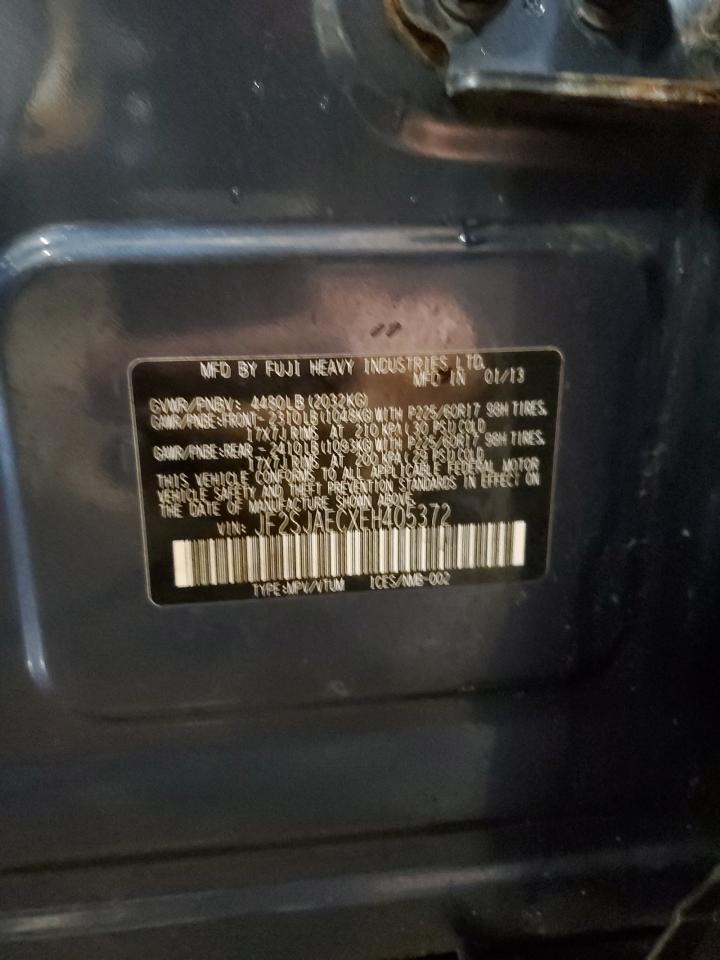 MFD BY FUJI HEAVY INDUSTRIES LTD.
MFD IN 01/13
GVWR/PNBV: 4480LB(2032KG)
GAWR/PNBE:FRONT- 2310LB(1048KG)WITH P225/60R17 98H TIRES,
17X7J RIMS, AT 210 KPA(30 PSI)COLD
GAWR/PNBE:REAR - 2410LB(1093KG)WITH P225/60R17 98H TIRES,
17X7J RIMS, AT 200 KPA(29 PSI)COLD
THIS VEHICLE CONFORMS TO ALL APPLICABLE FEDERAL MOTOR
VEHICLE SAFETY AND THEFT PREVENTION STANDARDS IN EFFECT ON
THE DATE OF MANUFACTURE SHOWN ABOVE.
VIN: JF2SJAECXEH405372
TYPE:MPV/VTUM ICES/NMB-002